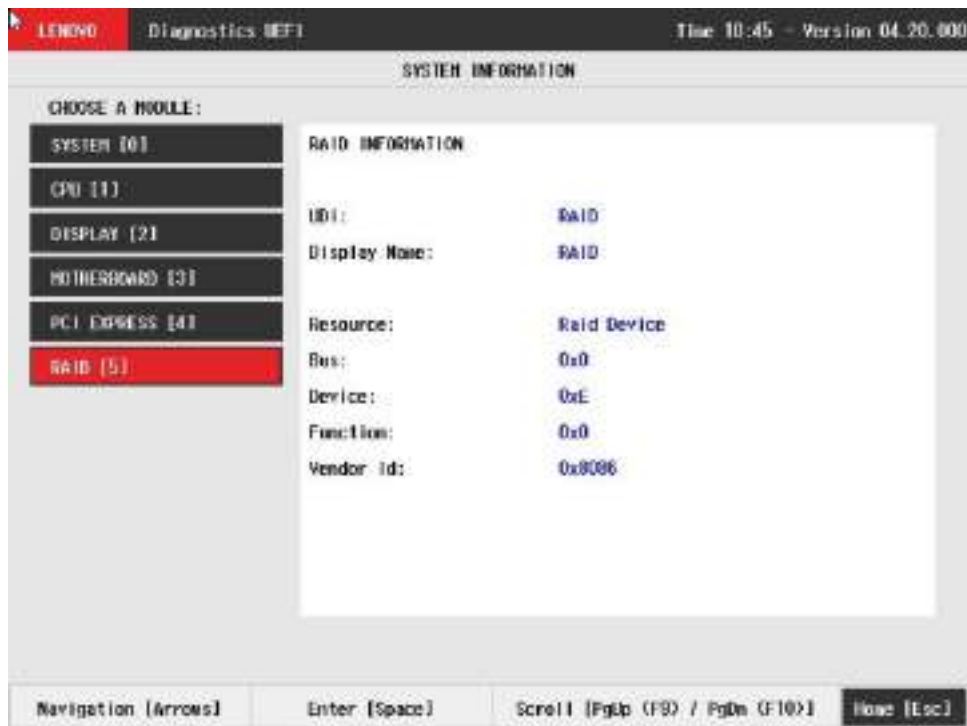 LENOVO Diagnostics UEFI Time 10:45 - Version 04.20.000
SYSTEM INFORMATION
CHOOSE A MODULE:
SYSTEM [0]
CPU [1]
DISPLAY [2]
MOTHERBOARD [3]
PCI EXPRESS [4]
RAID [5]
RAID INFORMATION
UDI: RAID
Display Name: RAID
Resource: Raid Device
Bus: 0x0
Device: 0xE
Function: 0x0
Vendor Id: 0x8086
Navigation [Arrows] Enter [Space] Scroll [PgUp (F9) / PgDn (F10)] Home [Esc]